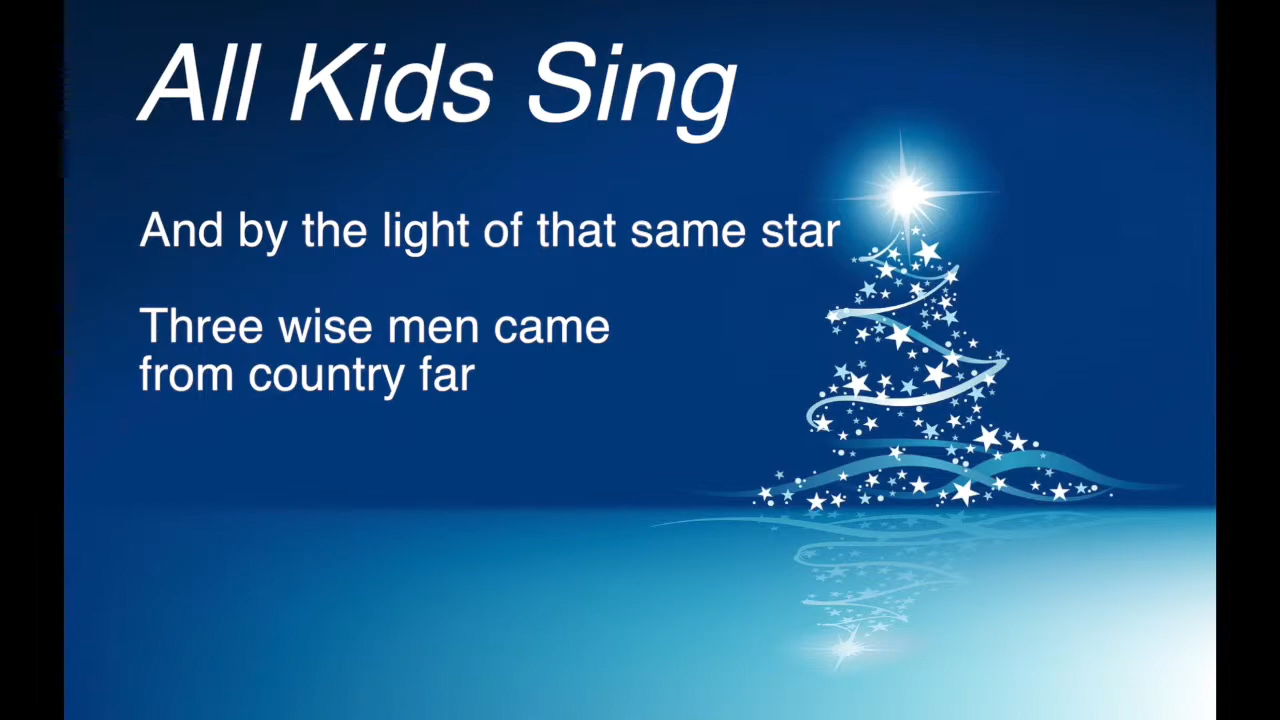 All Kids Sing
And by the light of that same star
Three wise men came
from country far